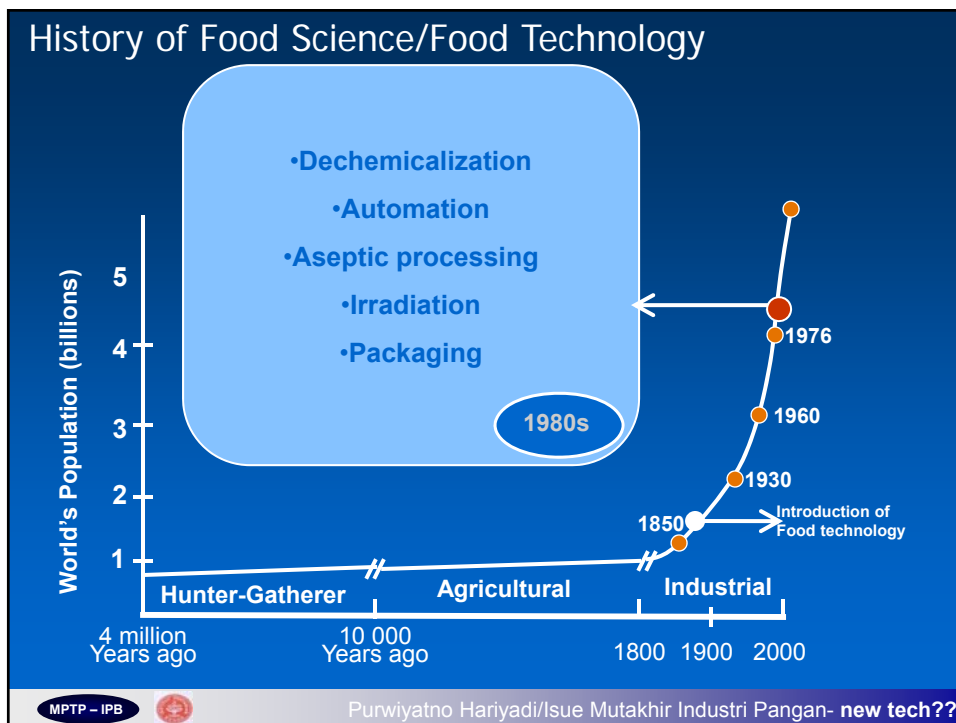 History of Food Science/Food Technology
•Dechemicalization
•Automation
•Aseptic processing
•Irradiation
•Packaging
1980s
World's Population (billions)
5
4
3
2
1
1976
1960
1930
1850
Introduction of
Food technology
Hunter-Gatherer
Agricultural
Industrial
4 million
Years ago
10 000
Years ago
1800
1900
2000
MPTP – IPB
Purwiyatno Hariyadi/Isue Mutakhir Industri Pangan- new tech??